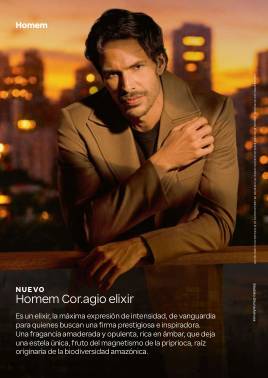 Homem
NUEVO
Homem Cor.agio elixir
Es un elixir, la máxima expresión de intensidad, de vanguardia
para quienes buscan una firma prestigiosa e inspiradora.
Una fragancia amaderada y opulenta, rica en ámbar, que deja
una estela única, fruto del magnetismo de la priprioca, raíz
originaria de la biodiversidad amazónica.